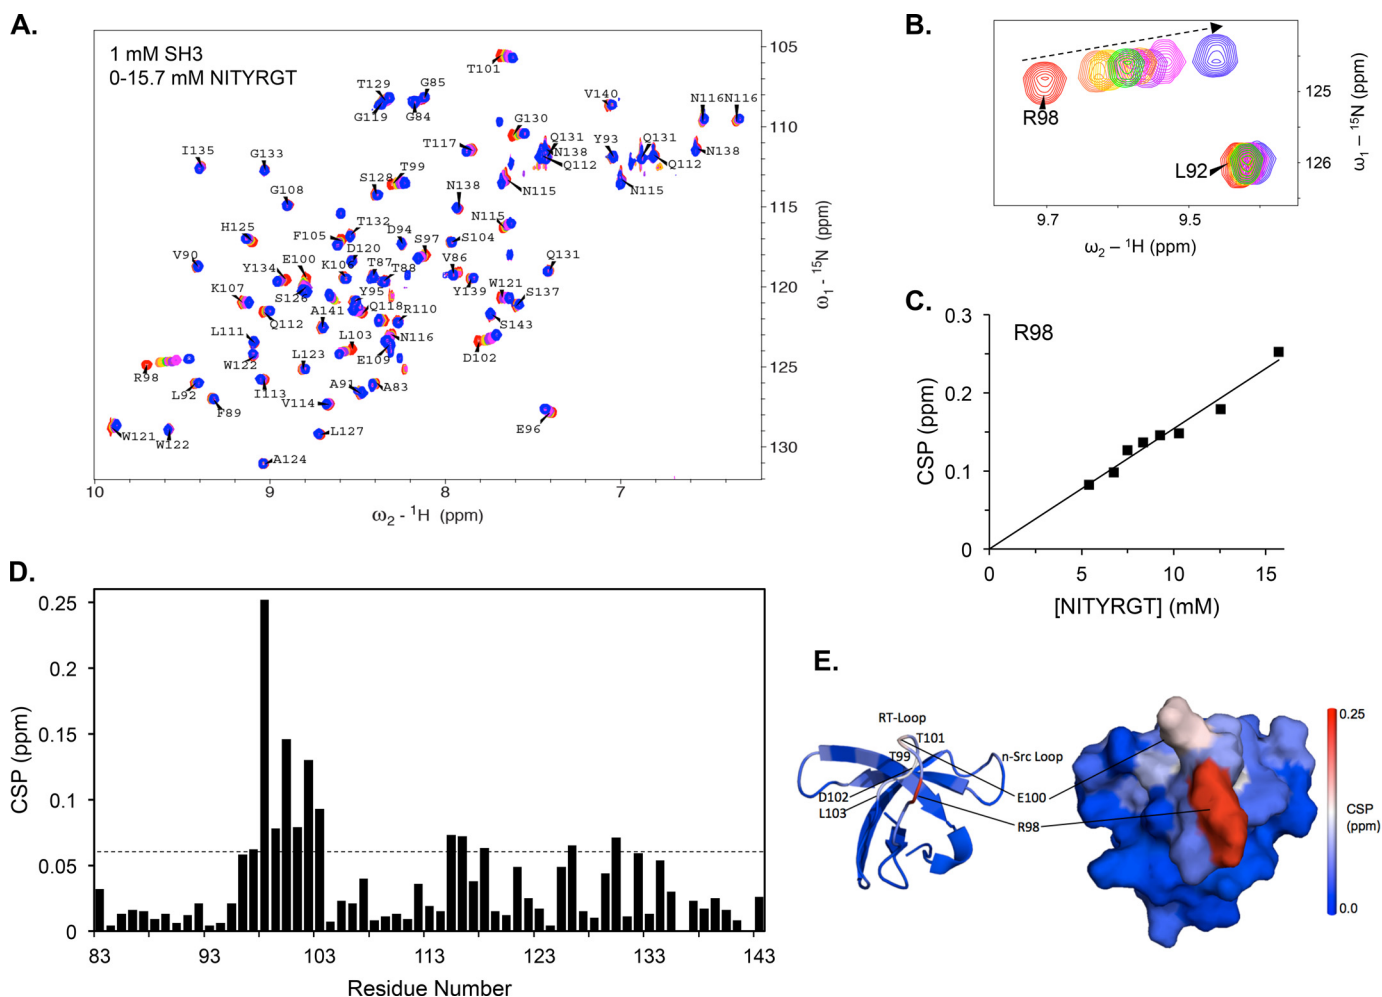 A.
1 mM SH3
0-15.7 mM NITYRGT
T101
T129
G85
G119
G84
V140
N116
N116
G130
Q131
N138
Q112
Y93
Q131
Q112
N138
T117
I135
G133
T99
S128
N115
N115
G108
N138
N115
H125
T132
F105
D94
S97
S104
D120
V90
Y134
E100
K10
T87
T88
V86
Q131
Y139
S126
Y95
W121
S137
K107
Q118
R110
Q112
A141
S143
L111
L103
N116
W122
L123
E109
D102
R98
L92
I113
A91
A83
F89
V114
E96
W121
W122
L127
A124
10
9
8
7
ω2 - 1H (ppm)
105
110
115
120
125
130
ω1 - 15N (ppm)
B.
R98
L92
125
126
9.7
9.5
ω2 – 1H (ppm)
ω1 – 15N (ppm)
C.
R98
0.3
0.2
0.1
0
CSP (ppm)
0
5
10
15
[NITYRGT] (mM)
D.
0.25
0.2
0.15
0.1
0.05
0
CSP (ppm)
83
93
103
113
123
133
143
Residue Number
E.
RT-Loop
T101
T99
n-Src Loop
D102
L103
E100
R98
0.25
CSP
(ppm)
0.0